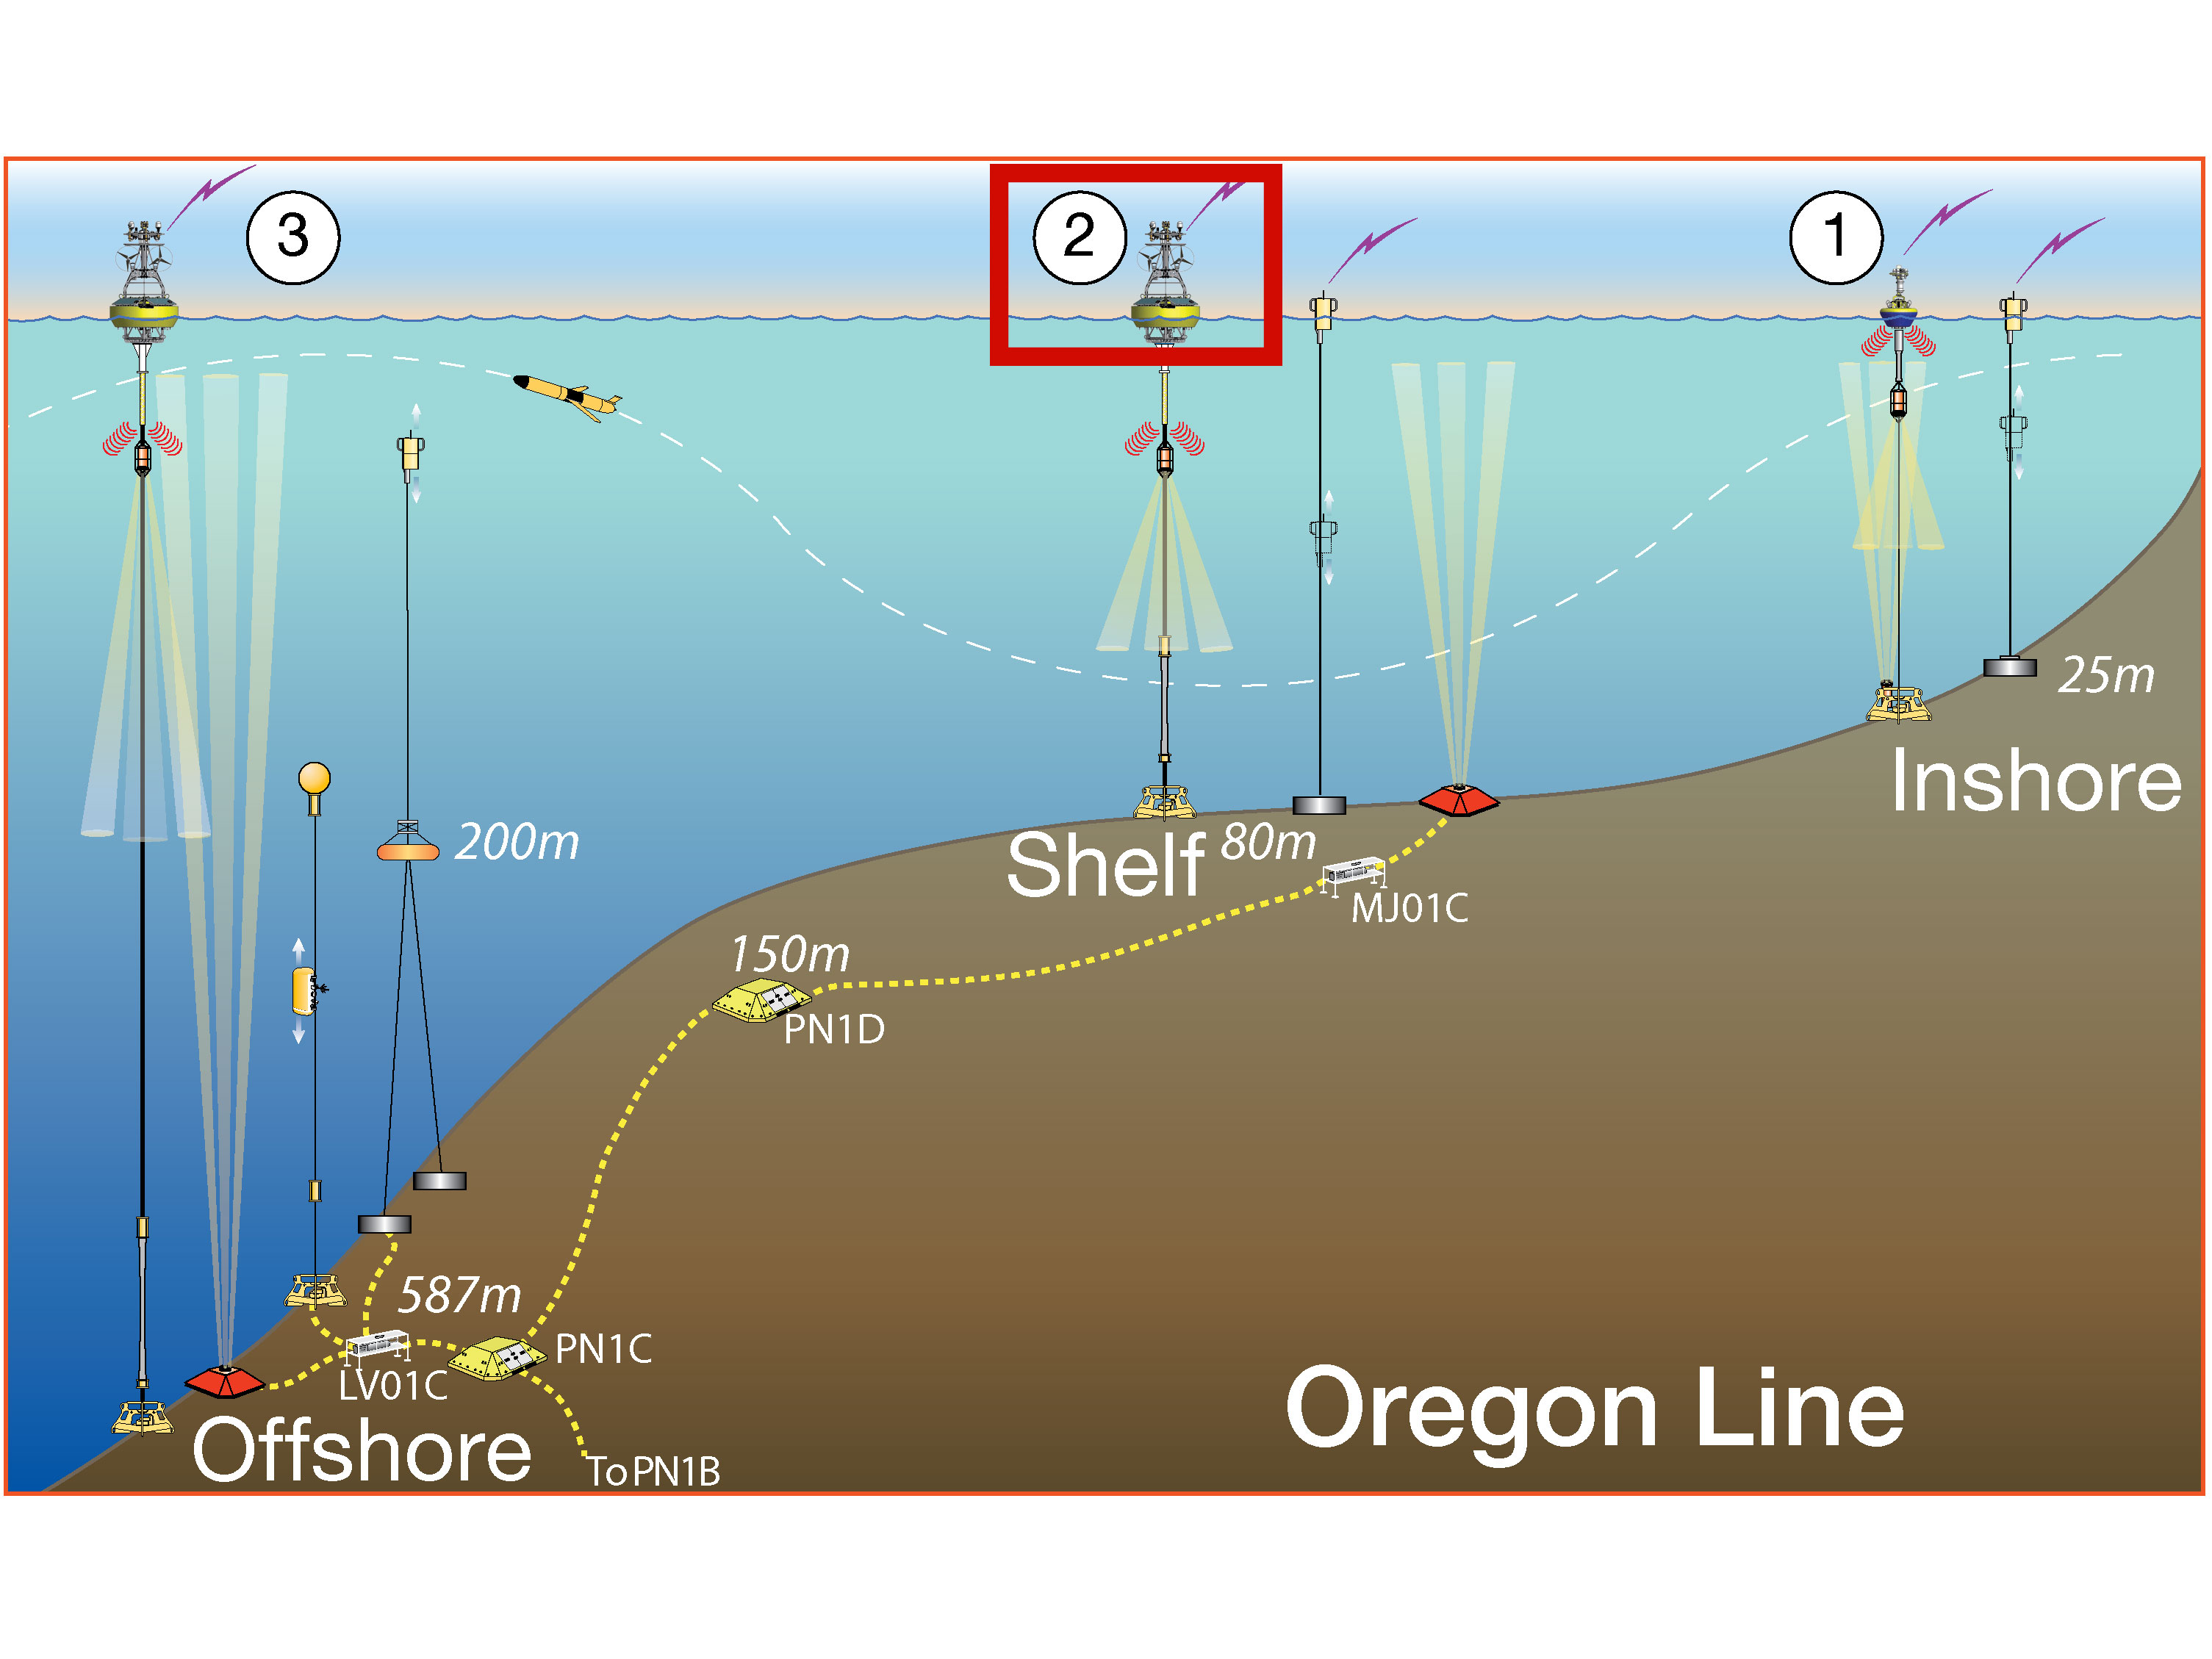 3
2
1
25m
Inshore
200m
Shelf 80m
MJ01C
150m
PN1D
587m
PN1C
LV01C
Offshore
To PN1B
Oregon Line